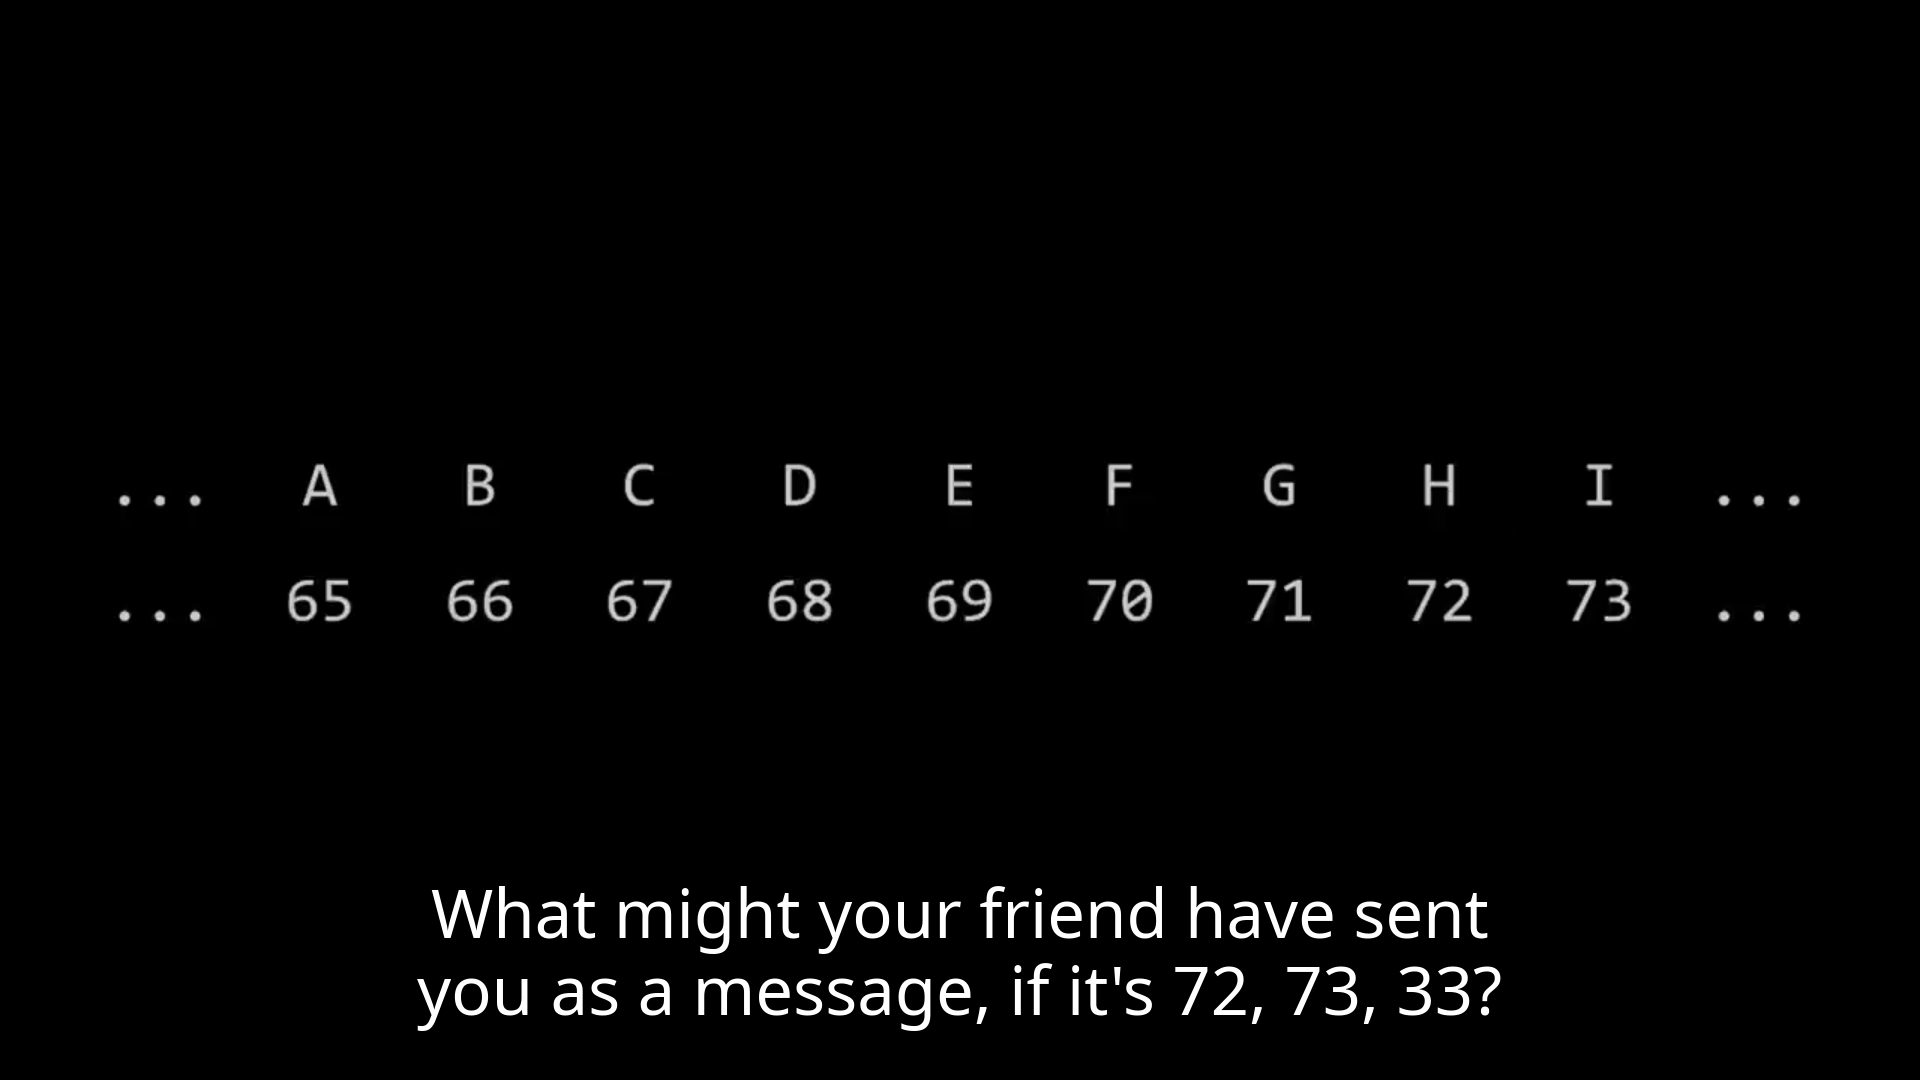 ... A B C D E F G H I ...
... 65 66 67 68 69 70 71 72 73 ...
What might your friend have sent
you as a message, if it's 72, 73, 33?